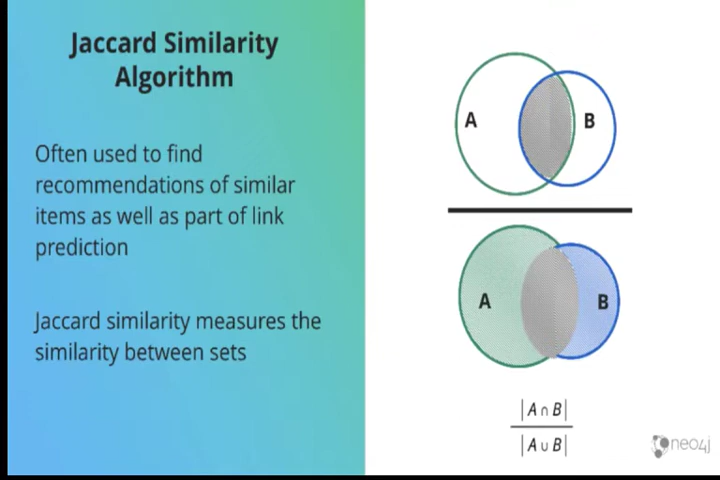 Jaccard Similarity
Algorithm
Often used to find
recommendations of similar
items as well as part of link
prediction
Jaccard similarity measures the
similarity between sets
A
B
A
B
|A∩B|
|A∪B|
neo4j